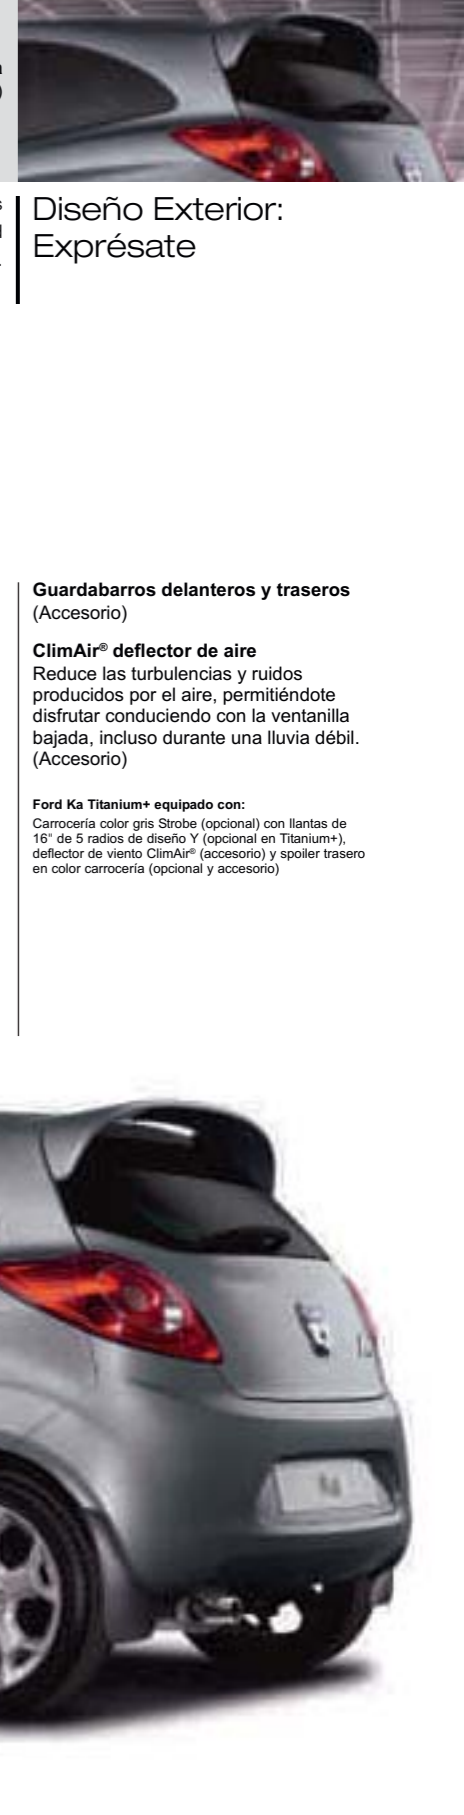 Diseño Exterior:
Exprésate
Guardabarros delanteros y traseros
(Accesorio)
ClimAir® deflector de aire
Reduce las turbulencias y ruidos
producidos por el aire, permitiéndote
disfrutar conduciendo con la ventanilla
bajada, incluso durante una lluvia débil.
(Accesorio)
Ford Ka Titanium+ equipado con:
Carrocería color gris Strobe (opcional) con llantas de
16" de 5 radios de diseño Y (opcional en Titanium+),
deflector de viento ClimAir® (accesorio) y spoiler trasero
en color carrocería (opcional y accesorio)